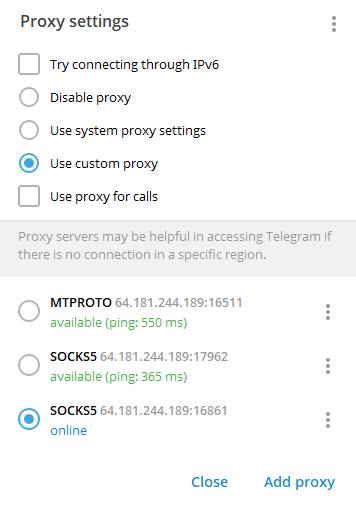 Proxy settings
Try connecting through IPv6
Disable proxy
Use system proxy settings
Use custom proxy
Use proxy for calls
Proxy servers may be helpful in accessing Telegram if
there is no connection in a specific region.
MTPROTO 64.181.244.189:16511
available (ping: 550 ms)
SOCKS5 64.181.244.189:17962
available (ping: 365 ms)
SOCKS5 64.181.244.189:16861
online
Close Add proxy